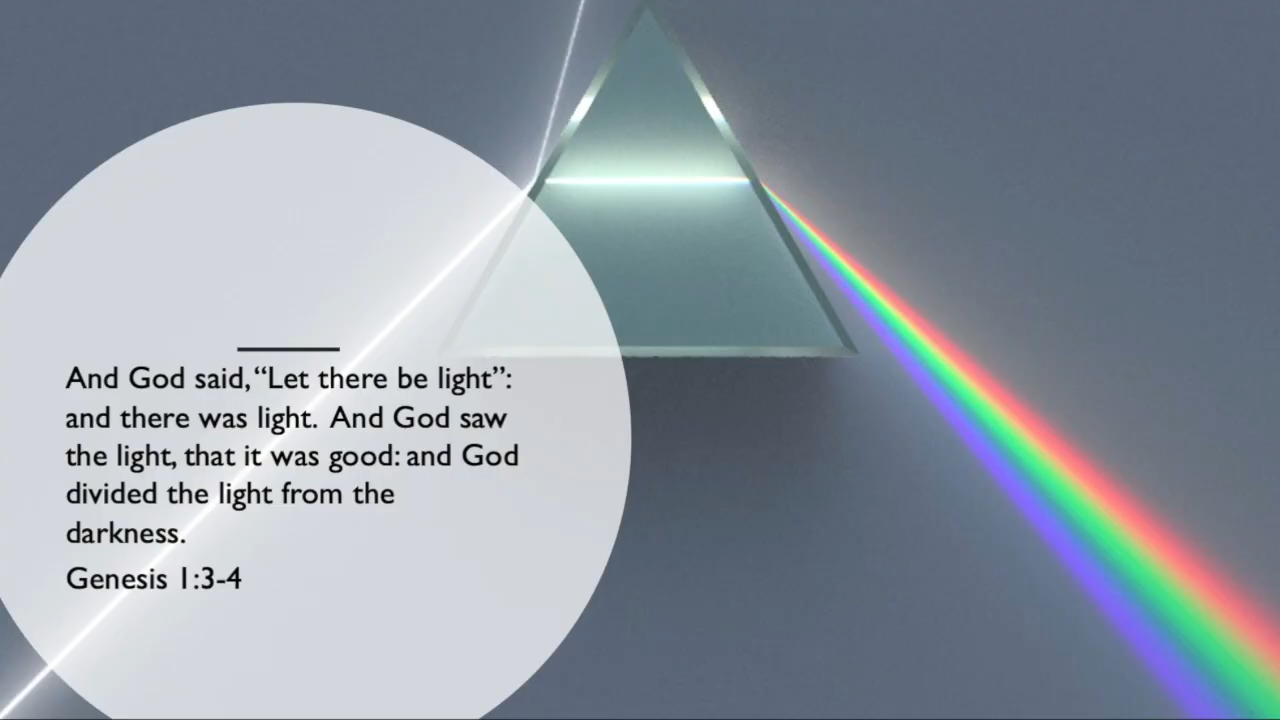 And God said, “Let there be light”:
and there was light.  And God saw
the light, that it was good: and God
divided the light from the
darkness.
Genesis 1:3-4